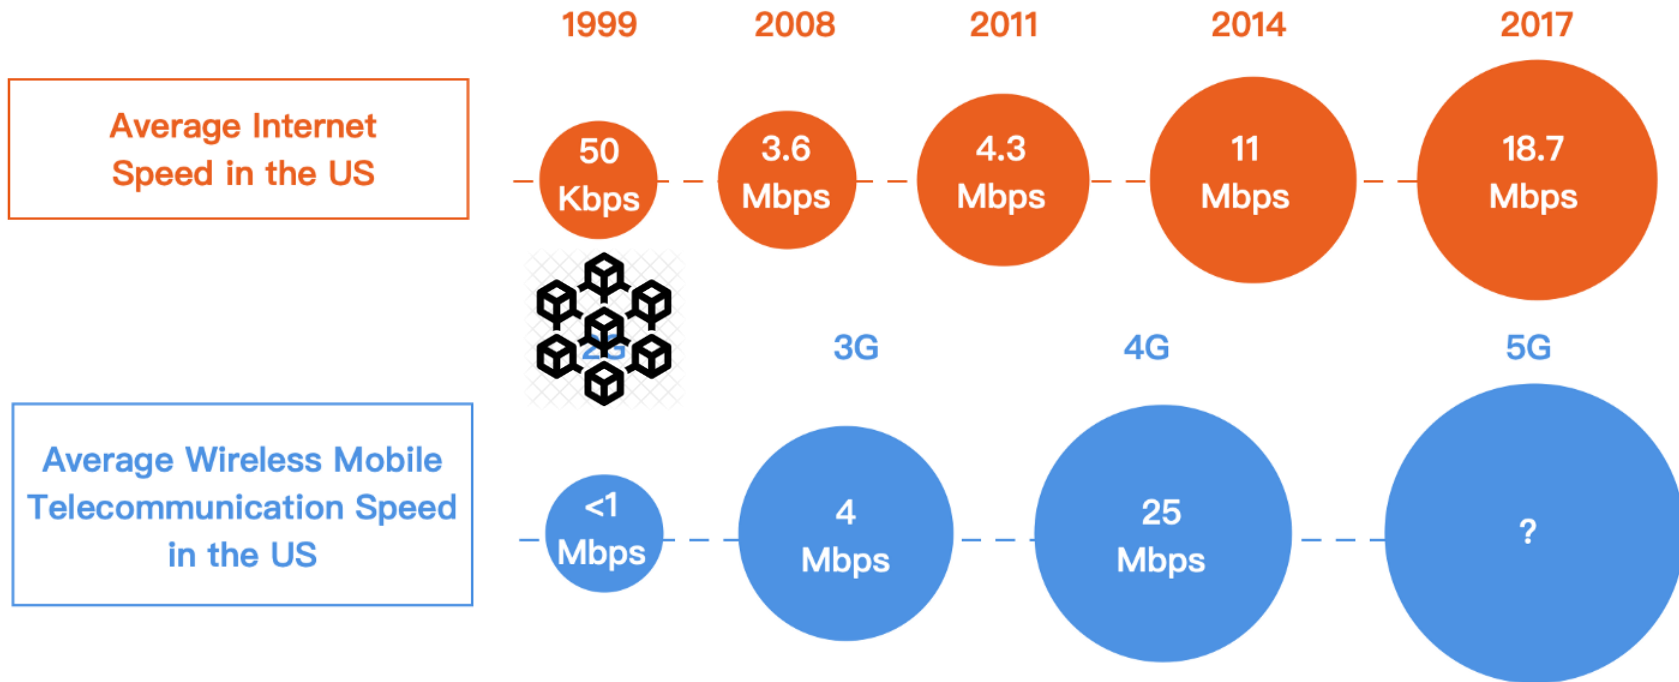 1999
2008
2011
2014
2017
Average Internet
Speed in the US
50
Kbps
3.6
Mbps
4.3
Mbps
11
Mbps
18.7
Mbps
2G
3G
4G
5G
Average Wireless Mobile
Telecommunication Speed
in the US
<1
Mbps
4
Mbps
25
Mbps
?